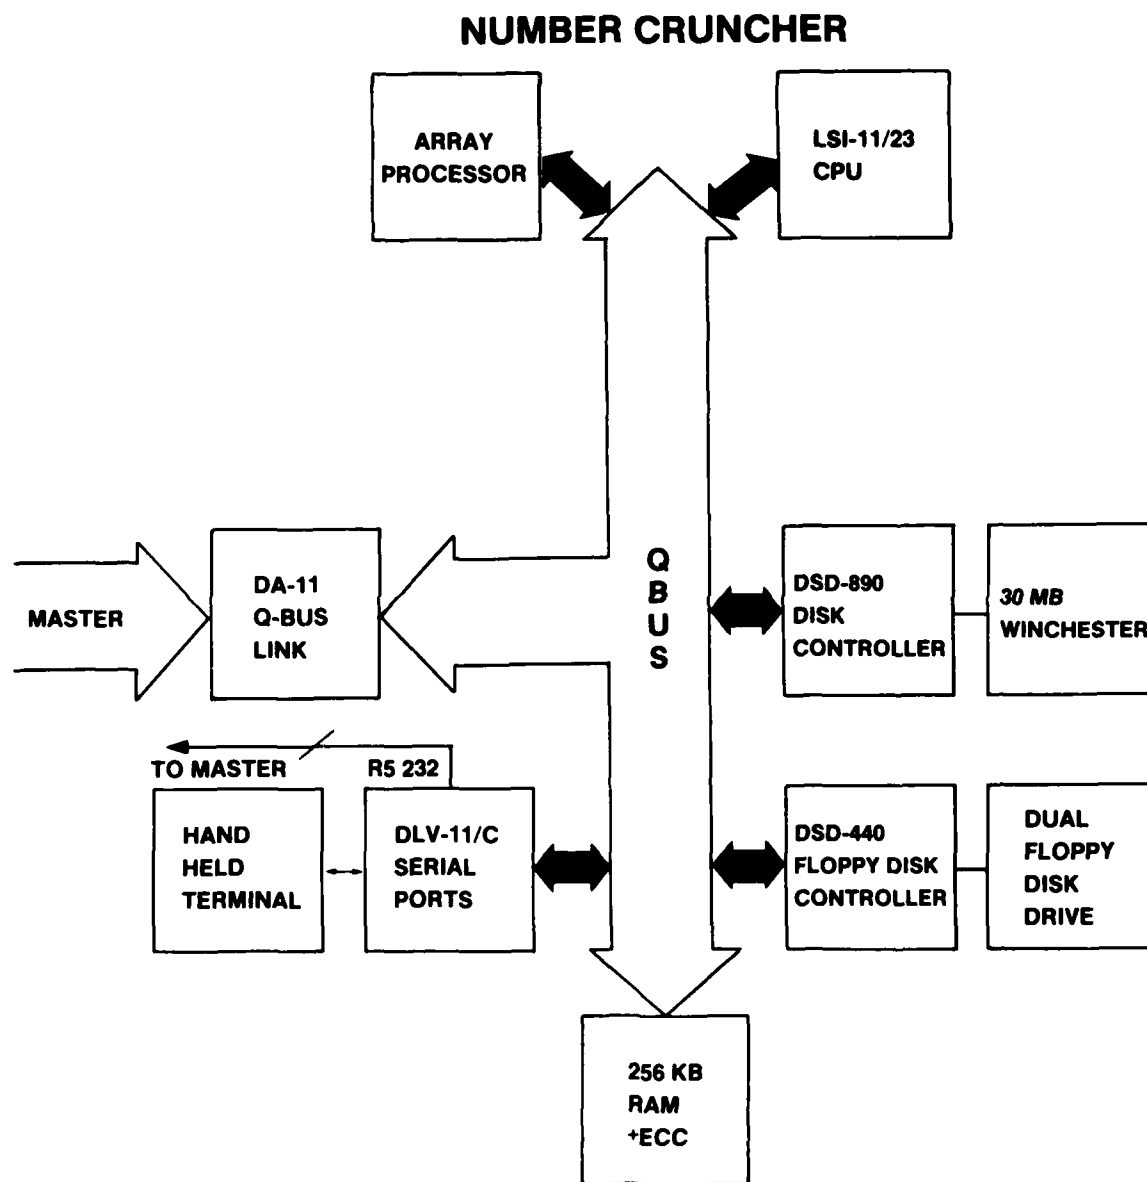 NUMBER CRUNCHER
ARRAY
PROCESSOR
LSI-11/23
CPU
Q
B
U
S
MASTER
DA-11
Q-BUS
LINK
DSD-890
DISK
CONTROLLER
30 MB
WINCHESTER
TO MASTER
R5 232
HAND
HELD
TERMINAL
DLV-11/C
SERIAL
PORTS
DSD-440
FLOPPY DISK
CONTROLLER
DUAL
FLOPPY
DISK
DRIVE
256 KB
RAM
+ECC